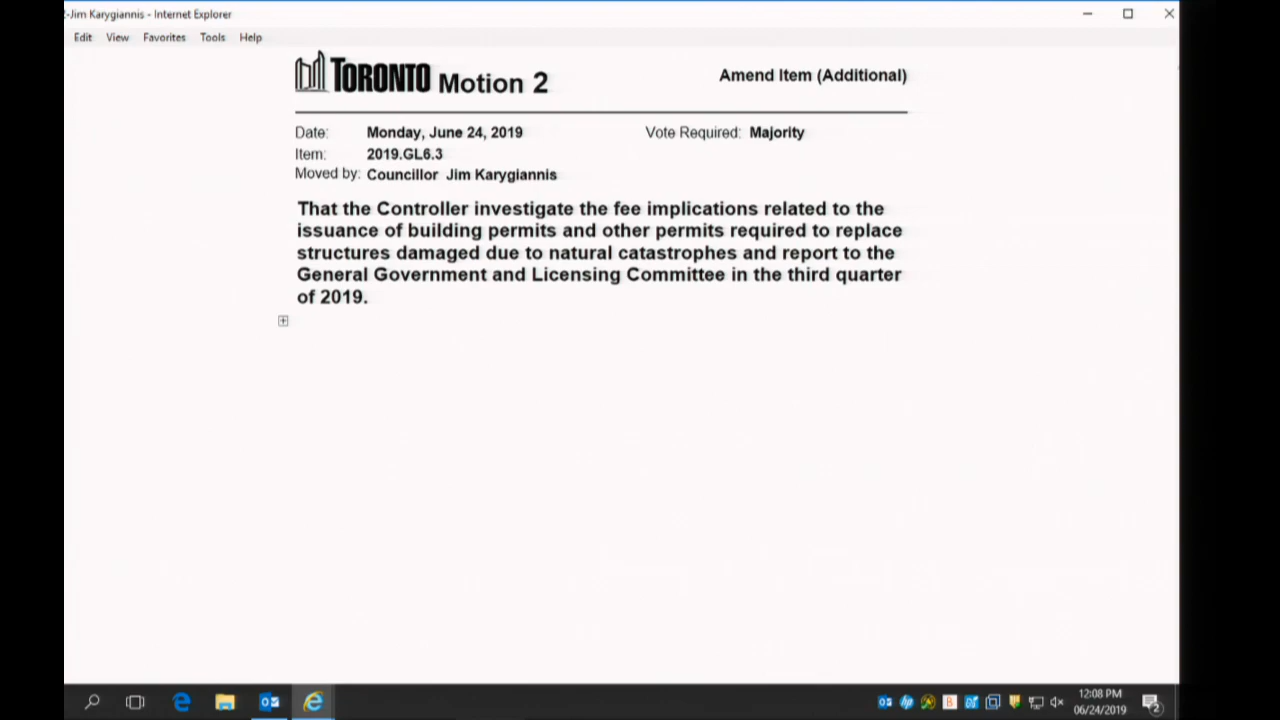 -Jim Karygiannis - Internet Explorer
Edit View Favorites Tools Help
TORONTO Motion 2
Amend Item (Additional)
Date: Monday, June 24, 2019 Vote Required: Majority
Item: 2019.GL6.3
Moved by: Councillor Jim Karygiannis
That the Controller investigate the fee implications related to the
issuance of building permits and other permits required to replace
structures damaged due to natural catastrophes and report to the
General Government and Licensing Committee in the third quarter
of 2019.
12:08 PM
06/24/2019
2